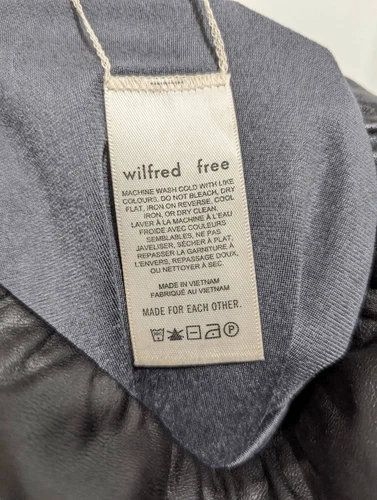 wilfred free
MACHINE WASH COLD WITH LIKE
COLOURS. DO NOT BLEACH, DRY
FLAT, IRON ON REVERSE, COOL
IRON, OR DRY CLEAN.
LAVER À LA MACHINE À L'EAU
FROIDE AVEC COULEURS
SEMBLABLES, NE PAS
JAVELISER, SÉCHER À PLAT,
REPASSER LA GARNITURE À
L'ENVERS, REPASSAGE DOUX,
OU NETTOYER À SEC.
MADE IN VIETNAM
FABRIQUÉ AU VIETNAM
MADE FOR EACH OTHER.